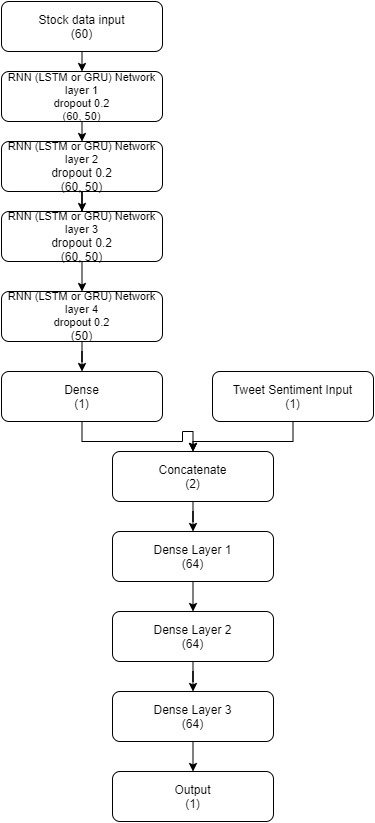 Stock data input
(60)
RNN (LSTM or GRU) Network
layer 1
dropout 0.2
(60, 50)
RNN (LSTM or GRU) Network
layer 2
dropout 0.2
(60, 50)
RNN (LSTM or GRU) Network
layer 3
dropout 0.2
(60, 50)
RNN (LSTM or GRU) Network
layer 4
dropout 0.2
(50)
Dense
(1)
Tweet Sentiment Input
(1)
Concatenate
(2)
Dense Layer 1
(64)
Dense Layer 2
(64)
Dense Layer 3
(64)
Output
(1)